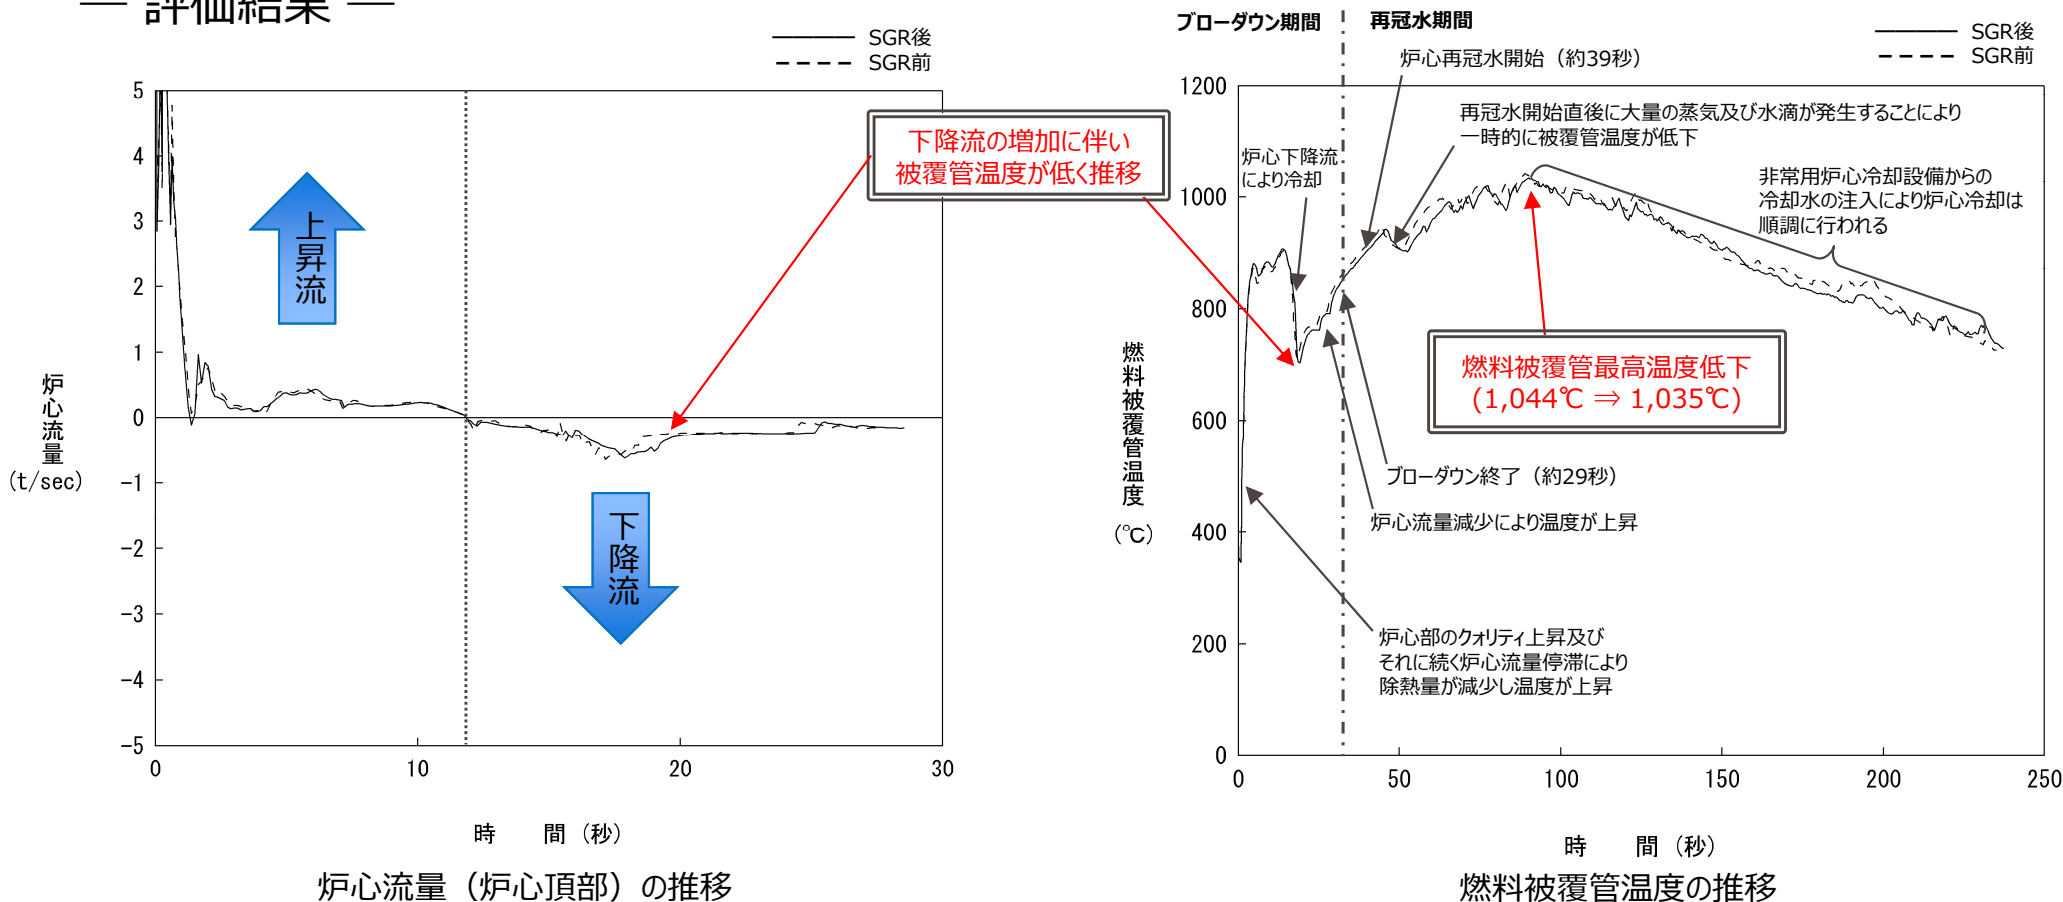 ― 評価結果 ―
SGR後
SGR前
5
4
3
2
1
0
-1
-2
-3
-4
-5
0
10
20
30
炉心流量
(t/sec)
上昇流
下降流
時 間 (秒)
炉心流量（炉心頂部）の推移
下降流の増加に伴い
被覆管温度が低く推移
ブローダウン期間
再冠水期間
SGR後
SGR前
炉心再冠水開始（約39秒）
再冠水開始直後に大量の蒸気及び水滴が発生することにより
一時的に被覆管温度が低下
炉心下降流
により冷却
非常用炉心冷却設備からの
冷却水の注入により炉心冷却は
順調に行われる
燃料被覆管最高温度低下
(1,044℃ ⇒ 1,035℃)
ブローダウン終了（約29秒）
炉心流量減少により温度が上昇
炉心部のクォリティ上昇及び
それに続く炉心流量停滞により
除熱量が減少し温度が上昇
1200
1000
800
600
400
200
0
0
50
100
150
200
250
燃料被覆管温度
(℃)
時 間 (秒)
燃料被覆管温度の推移